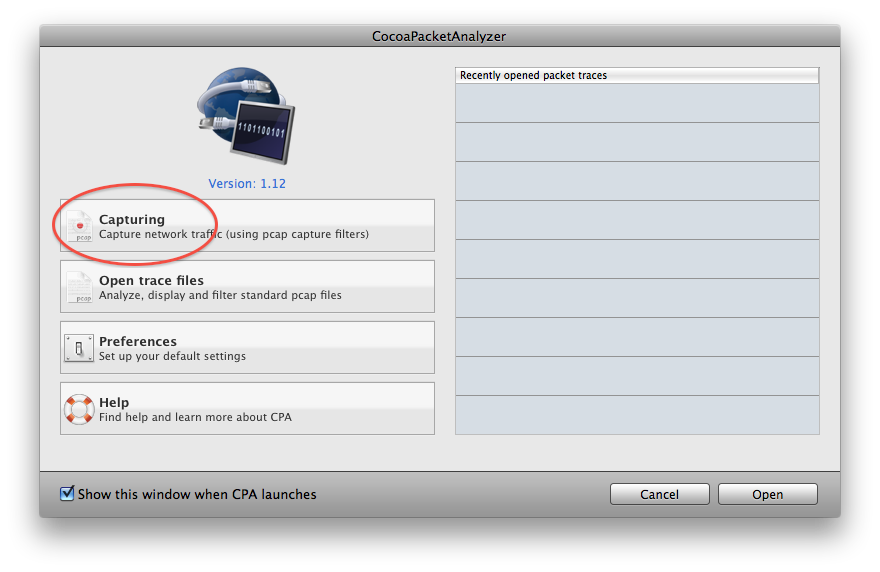 CocoaPacketAnalyzer
1101100101
Version: 1.12
Capturing
Capture network traffic (using pcap capture filters)
pcap
Open trace files
Analyze, display and filter standard pcap files
pcap
Preferences
Set up your default settings
Help
Find help and learn more about CPA
Recently opened packet traces
Show this window when CPA launches
Cancel
Open